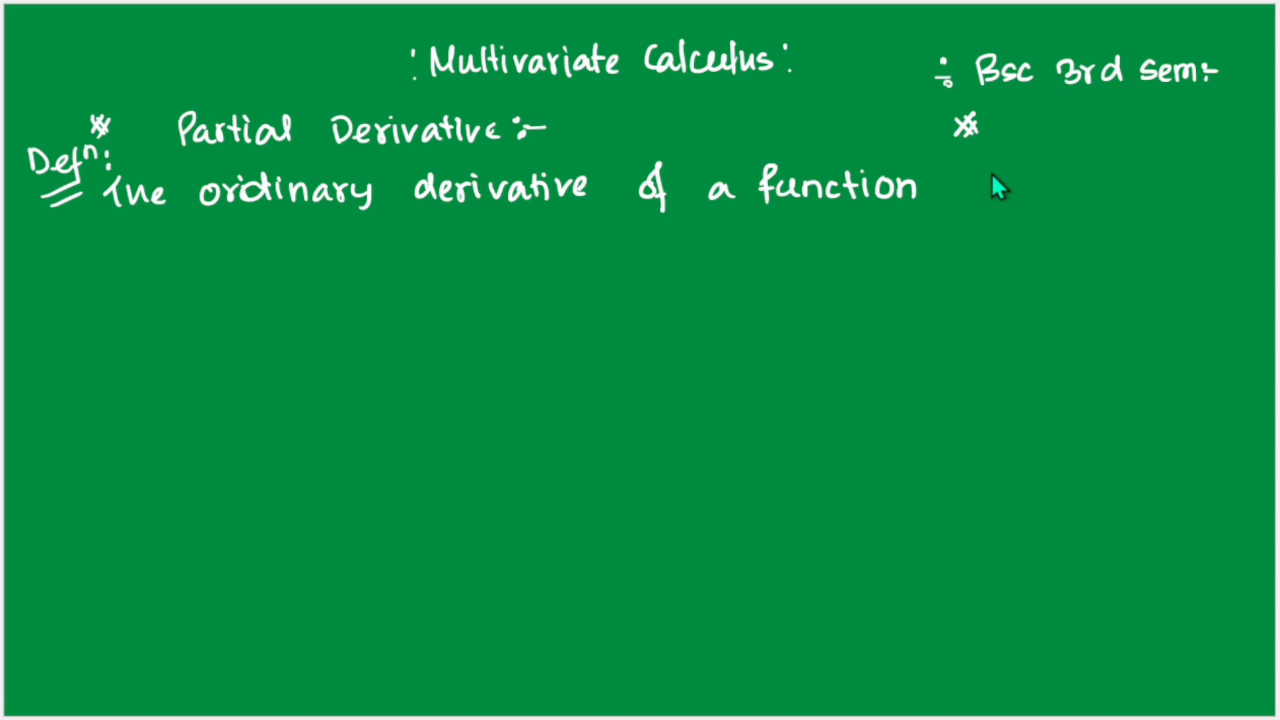 : Multivariate Calculus :
÷ Bsc 3rd sem:-
* Partial Derivative :- *
Defn: The ordinary derivative of a function